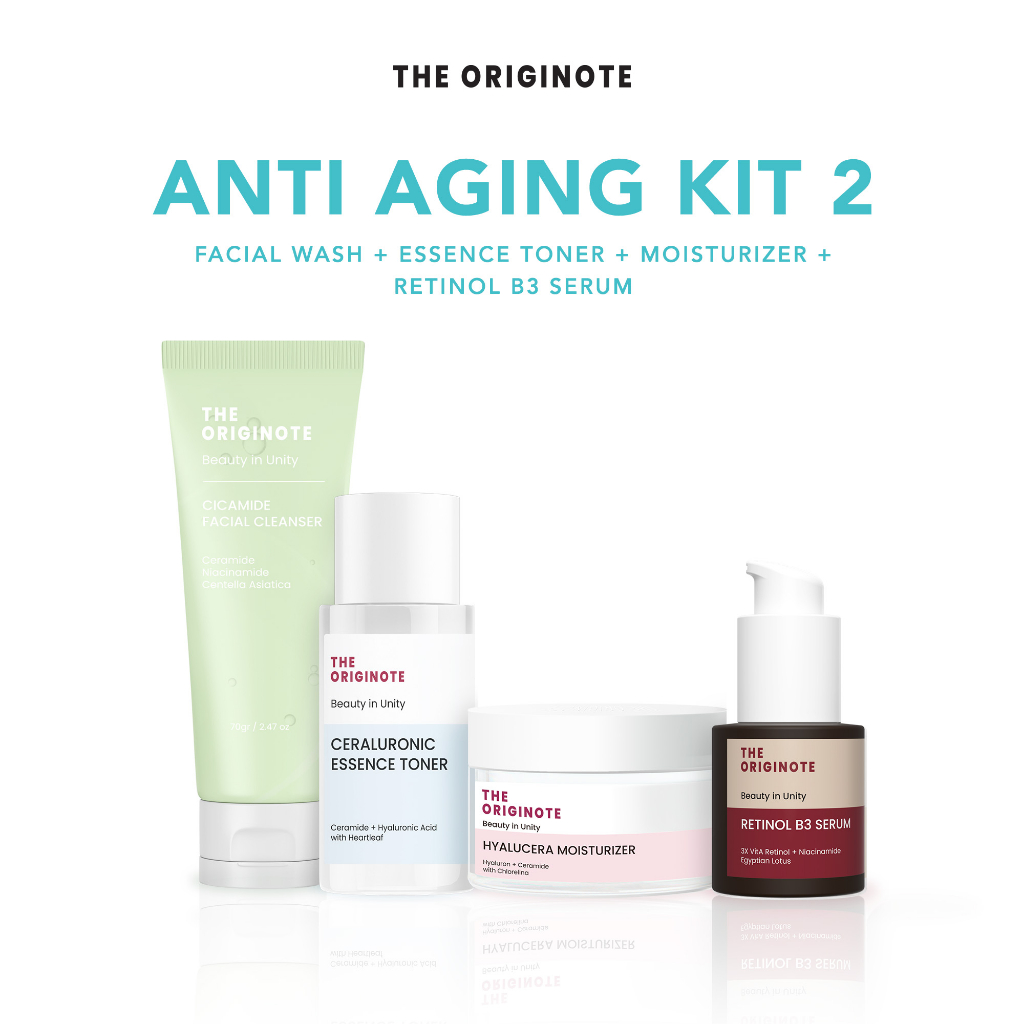 THE ORIGINOTE
ANTI AGING KIT 2
FACIAL WASH + ESSENCE TONER + MOISTURIZER +
RETINOL B3 SERUM
THE
ORIGINOTE
Beauty in Unity
CICAMIDE
FACIAL CLEANSER
Ceramide
Niacinamide
Centella Asiatica
/ 2.47 oz
THE
ORIGINOTE
Beauty in Unity
CERALURONIC
ESSENCE TONER
Ceramide + Hyaluronic Acid
with Heartleaf
THE
ORIGINOTE
Beauty in Unity
HYALUCERA MOISTURIZER
Hyaluron + Ceramide
with Chlorelina
THE
ORIGINOTE
Beauty in Unity
RETINOL B3 SERUM
3X VitA Retinol + Niacinamide
Egyptian Lotus